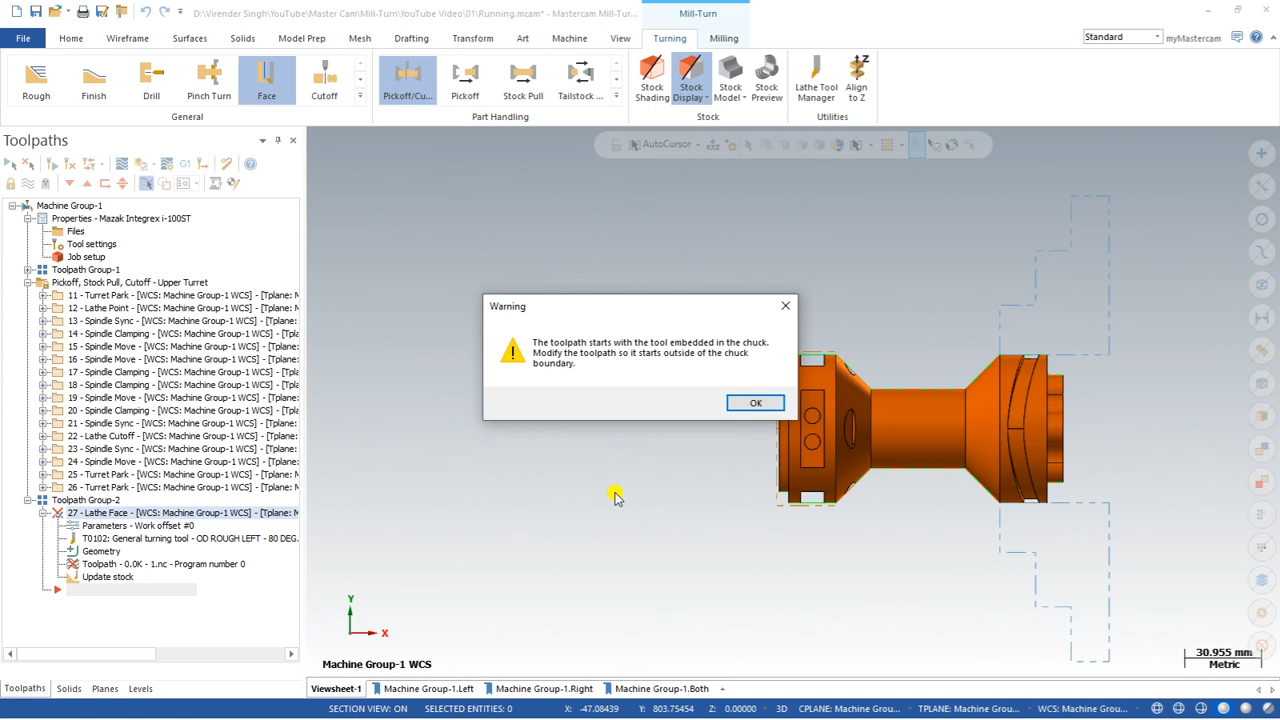 D:\Virender Singh\YouTube\Master Cam\Mill-Turn\YouTube Video\01\Running.mcam* - Mastercam Mill-Tur...
Mill-Turn
File Home Wireframe Surfaces Solids Model Prep Mesh Drafting Transform Art Machine View Turning Milling
Standard
myMastercam
Rough Finish Drill Pinch Turn Face Cutoff
Pickoff/Cu... Pickoff Stock Pull Tailstock ...
Stock Shading
Stock Display
Stock Model
Stock Preview
Lathe Tool Manager
Align to Z
General
Part Handling
Stock
Utilities
Toolpaths
AutoCursor
G1
Machine Group-1
Properties - Mazak Integrex i-100ST
Files
Tool settings
Job setup
Toolpath Group-1
Pickoff, Stock Pull, Cutoff - Upper Turret
11 - Turret Park - [WCS: Machine Group-1 WCS] - [Tplane: M
12 - Lathe Point - [WCS: Machine Group-1 WCS] - [Tplane: M
13 - Spindle Sync - [WCS: Machine Group-1 WCS] - [Tplane:
14 - Spindle Clamping - [WCS: Machine Group-1 WCS] - [Tpla
15 - Spindle Move - [WCS: Machine Group-1 WCS] - [Tplane:
16 - Spindle Move - [WCS: Machine Group-1 WCS] - [Tplane:
17 - Spindle Clamping - [WCS: Machine Group-1 WCS] - [Tpla
18 - Spindle Clamping - [WCS: Machine Group-1 WCS] - [Tpla
19 - Spindle Move - [WCS: Machine Group-1 WCS] - [Tplane:
20 - Spindle Clamping - [WCS: Machine Group-1 WCS] - [Tpla
21 - Spindle Sync - [WCS: Machine Group-1 WCS] - [Tplane:
22 - Lathe Cutoff - [WCS: Machine Group-1 WCS] - [Tplane: M
23 - Spindle Sync - [WCS: Machine Group-1 WCS] - [Tplane:
24 - Spindle Move - [WCS: Machine Group-1 WCS] - [Tplane:
25 - Turret Park - [WCS: Machine Group-1 WCS] - [Tplane: M
26 - Turret Park - [WCS: Machine Group-1 WCS] - [Tplane: M
Toolpath Group-2
27 - Lathe Face - [WCS: Machine Group-1 WCS] - [Tplane: M
Parameters - Work offset #0
T0102: General turning tool - OD ROUGH LEFT - 80 DEG.
Geometry
Toolpath - 0.0K - 1.nc - Program number 0
Update stock
Warning
The toolpath starts with the tool embedded in the chuck.
Modify the toolpath so it starts outside of the chuck
boundary.
OK
Y
X
Machine Group-1 WCS
30.955 mm
Metric
Toolpaths Solids Planes Levels
Viewsheet-1 Machine Group-1.Left Machine Group-1.Right Machine Group-1.Both +
SECTION VIEW: ON SELECTED ENTITIES: 0 X: -47.08439 Y: 803.75454 Z: 0.00000 3D CPLANE: Machine Grou... TPLANE: Machine Grou... WCS: Machine Grou...